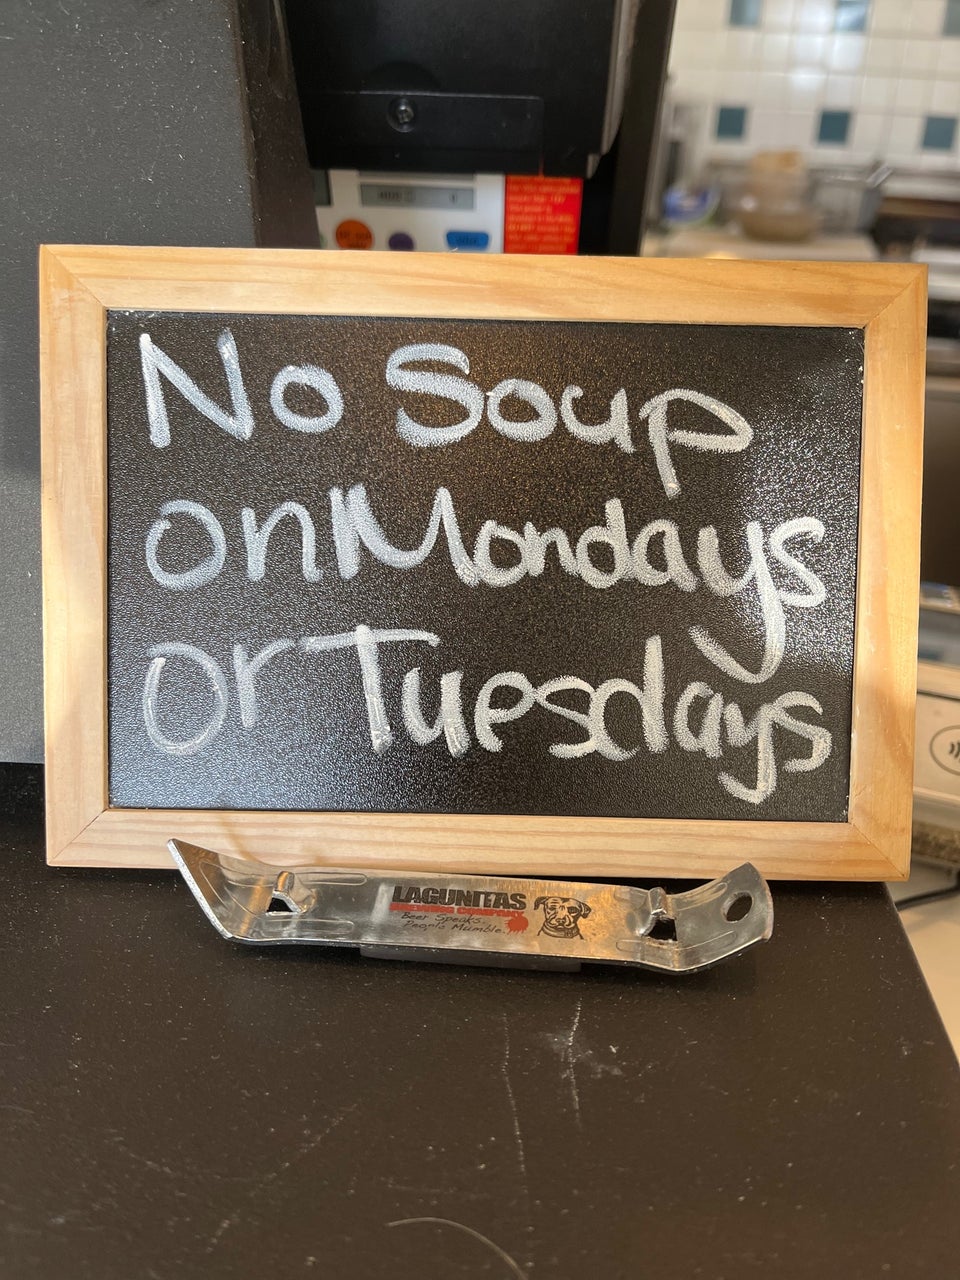 No Soup
on Mondays
or Tuesdays
LAGUNITAS
BREWING COMPANY
Beer Speaks.
People Mumble.